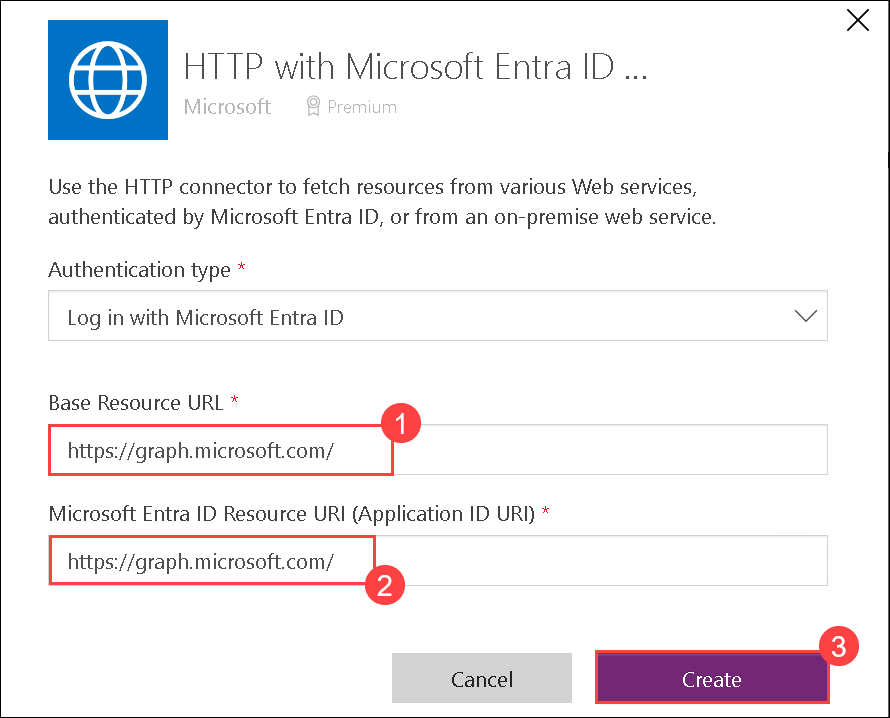 HTTP with Microsoft Entra ID ...
Microsoft Premium
Use the HTTP connector to fetch resources from various Web services,
authenticated by Microsoft Entra ID, or from an on-premise web service.
Authentication type *
Log in with Microsoft Entra ID
Base Resource URL *
1
https://graph.microsoft.com/
Microsoft Entra ID Resource URI (Application ID URI) *
https://graph.microsoft.com/
2
3
Cancel Create